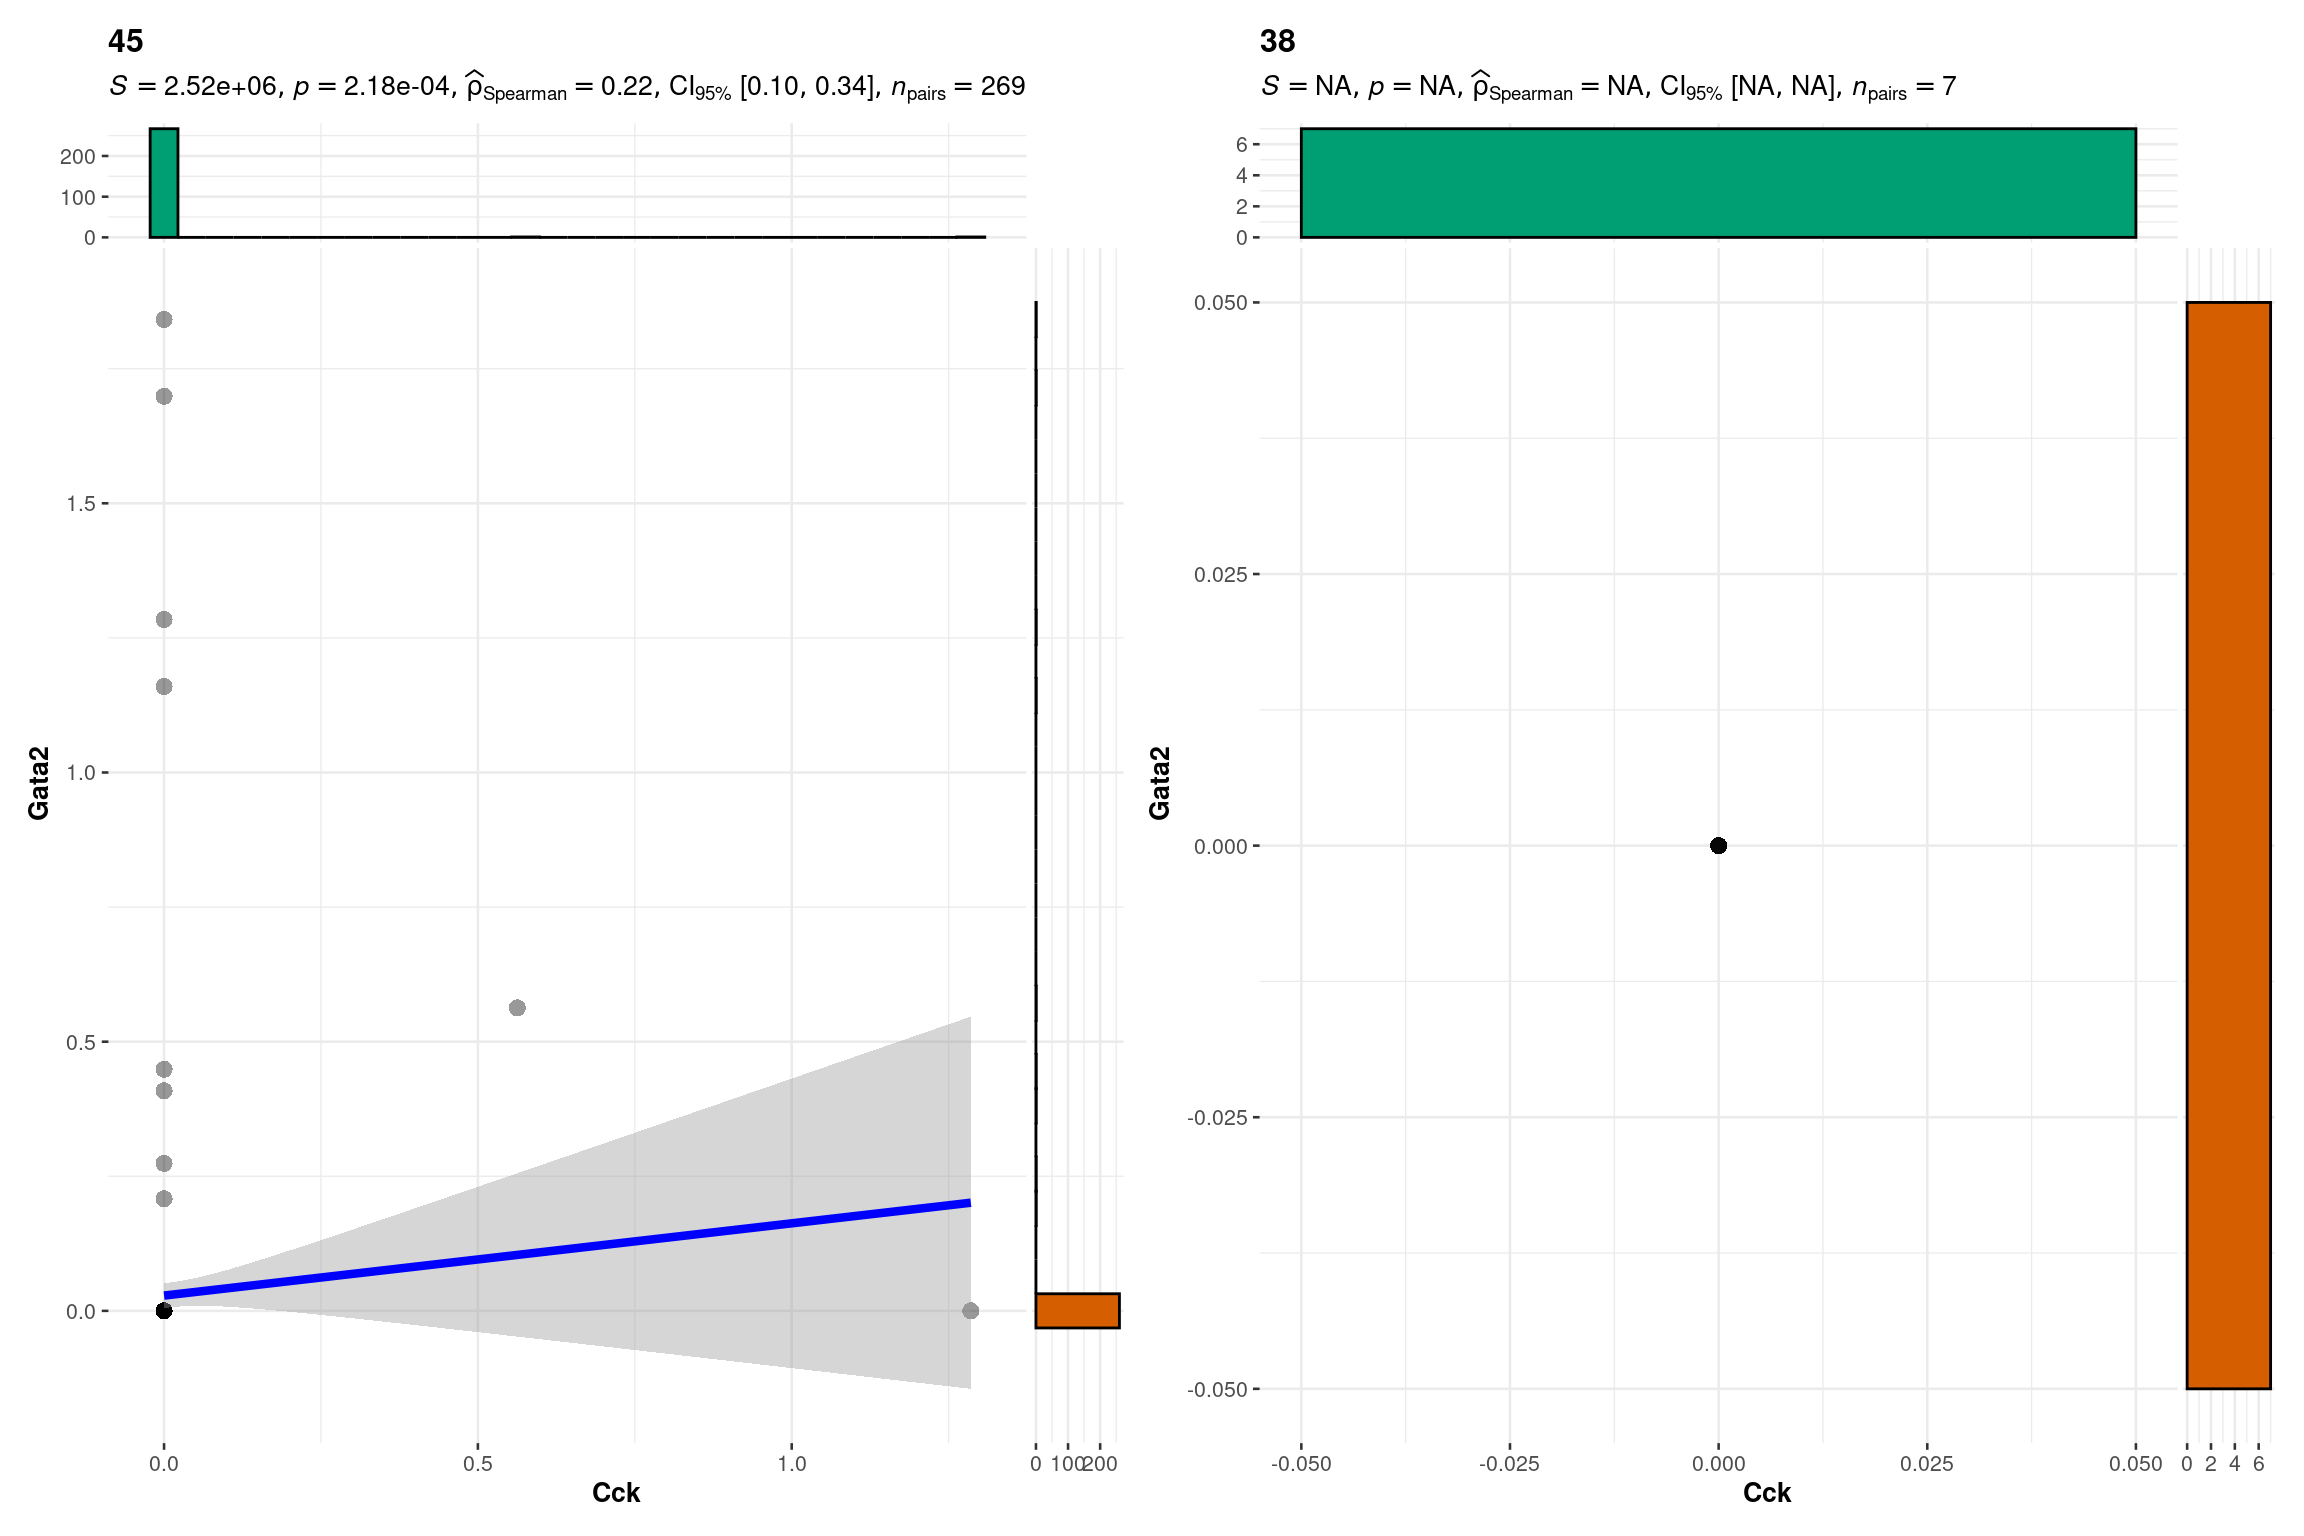 45
S = 2.52e+06, p = 2.18e-04, ρ̂Spearman = 0.22, CI95% [0.10, 0.34], npairs = 269
200
100
0
1.5
1.0
0.5
0.0
Gata2
0.0 0.5 1.0
0 100 200
Cck
38
S = NA, p = NA, ρ̂Spearman = NA, CI95% [NA, NA], npairs = 7
6
4
2
0
0.050
0.025
0.000
-0.025
-0.050
Gata2
-0.050 -0.025 0.000 0.025 0.050
0 2 4 6
Cck